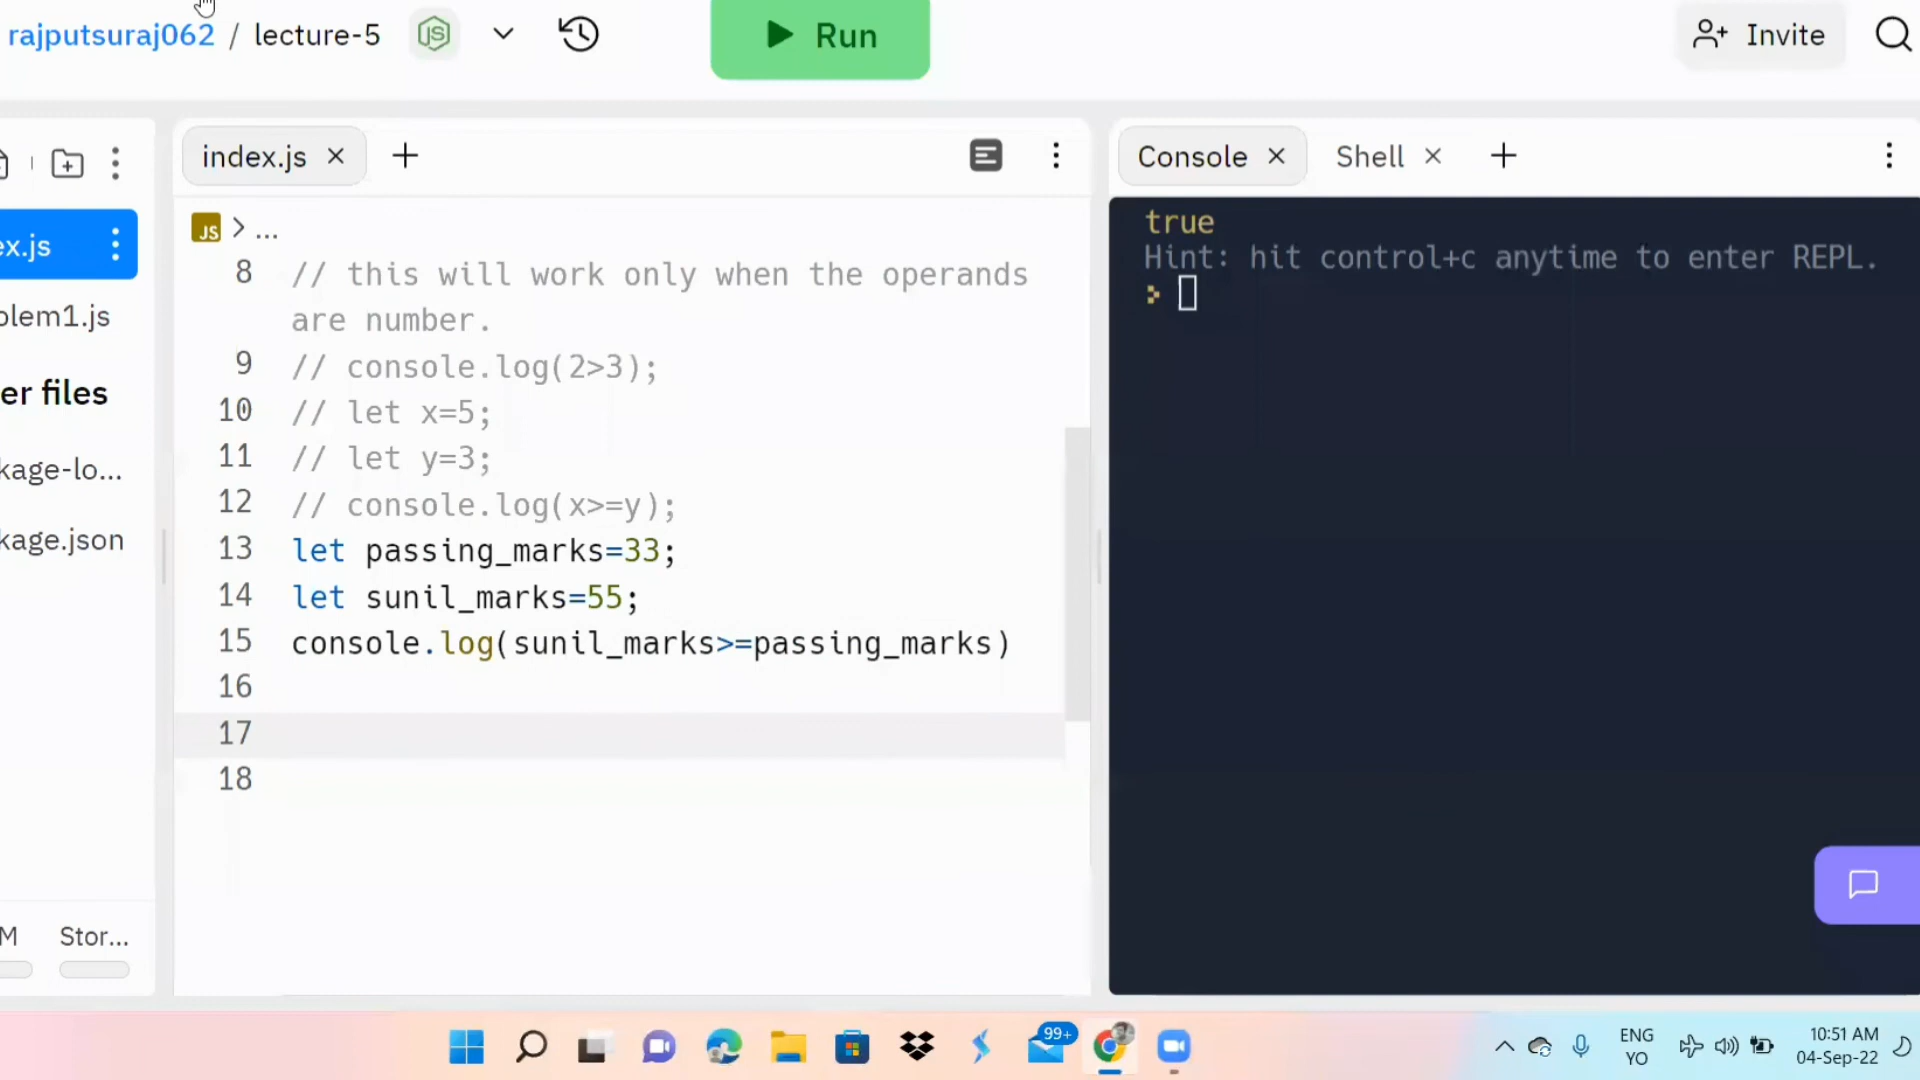 rajputsuraj062 / lecture-5
Run
Invite
index.js
Console
Shell
JS
...
ex.js
olem1.js
er files
kage-lo...
kage.json
M
Stor...
8 // this will work only when the operands
are number.
9 // console.log(2>3);
10 // let x=5;
11 // let y=3;
12 // console.log(x>=y);
13 let passing_marks=33;
14 let sunil_marks=55;
15 console.log(sunil_marks>=passing_marks)
16
17
18
true
Hint: hit control+c anytime to enter REPL.
99+
ENG
YO
10:51 AM
04-Sep-22